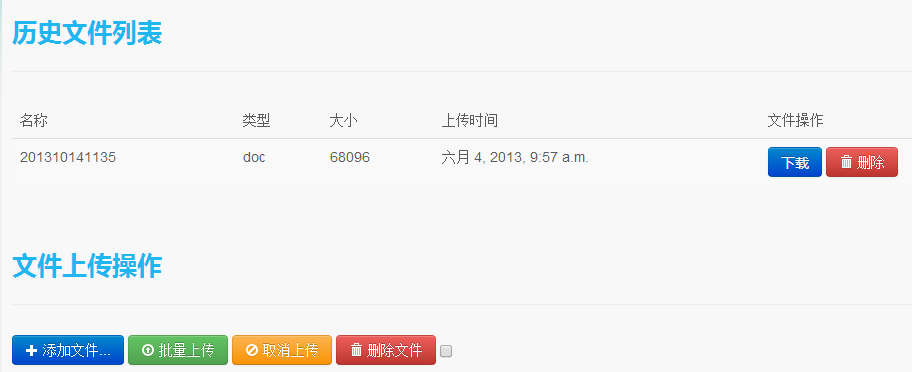 历史文件列表
名称 类型 大小 上传时间 文件操作
201310141135 doc 68096 六月 4, 2013, 9:57 a.m. 下载 删除
文件上传操作
添加文件... 批量上传 取消上传 删除文件